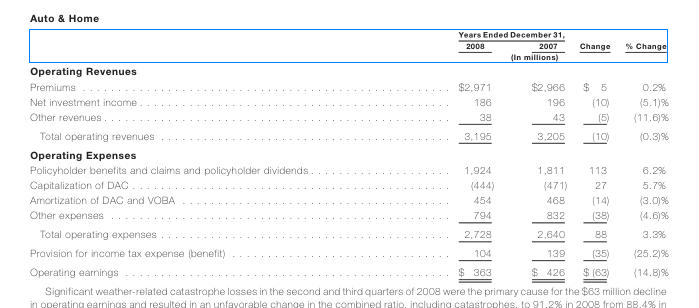 Auto & Home
Years Ended December 31,
2008 2007 Change % Change
(In millions)
Operating Revenues
Premiums . . . . . . . . . . . . . . . . . . . . $2,971 $2,966 $ 5 0.2%
Net investment income . . . . . . . . . . . . . . . . . . . . 186 196 (10) (5.1)%
Other revenues . . . . . . . . . . . . . . . . . . . . 38 43 (5) (11.6)%
Total operating revenues . . . . . . . . . . . . . . . . . . . . 3,195 3,205 (10) (0.3)%
Operating Expenses
Policyholder benefits and claims and policyholder dividends . . . . . . . . . . . . . . . . . . . . 1,924 1,811 113 6.2%
Capitalization of DAC . . . . . . . . . . . . . . . . . . . . (444) (471) 27 5.7%
Amortization of DAC and VOBA . . . . . . . . . . . . . . . . . . . . 454 468 (14) (3.0)%
Other expenses . . . . . . . . . . . . . . . . . . . . 794 832 (38) (4.6)%
Total operating expenses . . . . . . . . . . . . . . . . . . . . 2,728 2,640 88 3.3%
Provision for income tax expense (benefit) . . . . . . . . . . . . . . . . . . . . 104 139 (35) (25.2)%
Operating earnings . . . . . . . . . . . . . . . . . . . . $ 363 $ 426 $ (63) (14.8)%
Significant weather-related catastrophe losses in the second and third quarters of 2008 were the primary cause for the $63 million decline
in operating earnings and resulted in an unfavorable change in the combined ratio, including catastrophes, to 91.2% in 2008 from 88.4% in